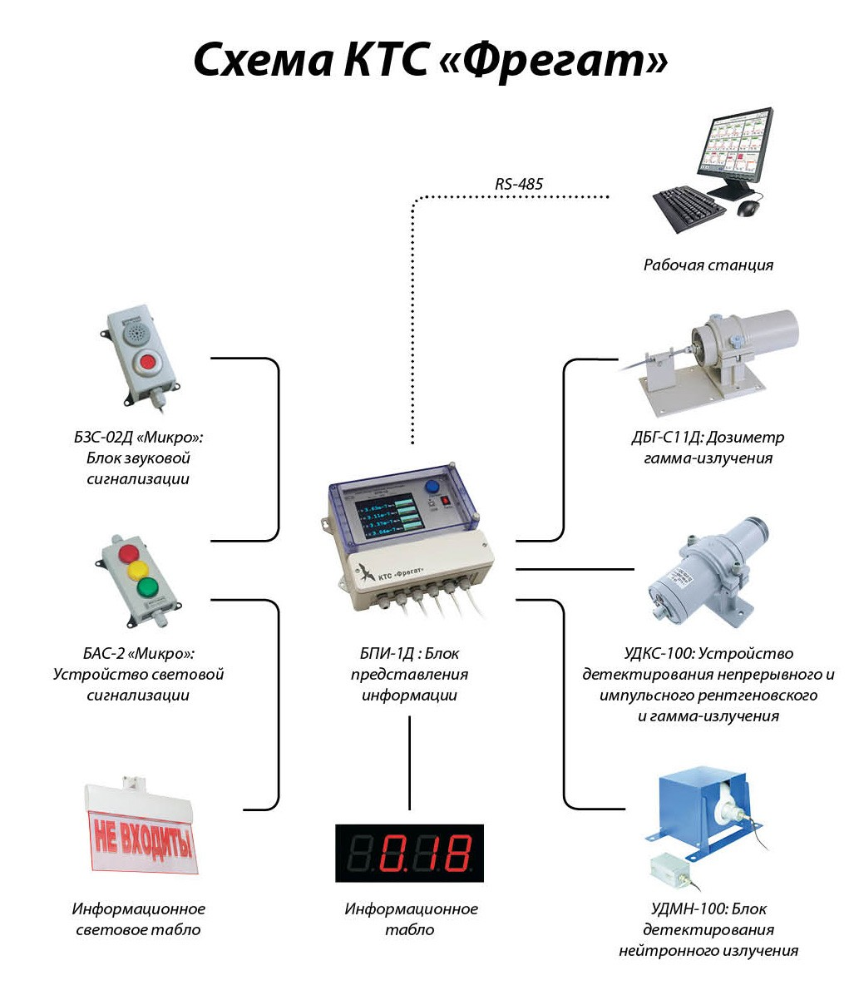 Схема КТС «Фрегат»
RS-485
Рабочая станция
БЗС-02Д «Микро»:
Блок звуковой
сигнализации
ДБГ-С11Д: Дозиметр
гамма-излучения
КТС «Фрегат»
БАС-2 «Микро»:
Устройство световой
сигнализации
БПИ-1Д : Блок
представления
информации
УДКС-100: Устройство
детектирования непрерывного и
импульсного рентгеновского
и гамма-излучения
НЕ ВХОДИТЬ!
0.18
Информационное
световое табло
Информационное
табло
УДМН-100: Блок
детектирования
нейтронного излучения